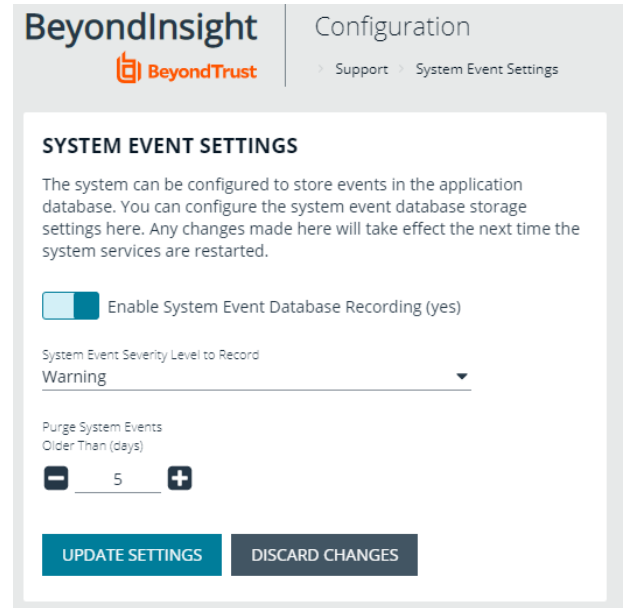 BeyondInsight
BeyondTrust
Configuration
> Support > System Event Settings
SYSTEM EVENT SETTINGS
The system can be configured to store events in the application
database. You can configure the system event database storage
settings here. Any changes made here will take effect the next time the
system services are restarted.
Enable System Event Database Recording (yes)
System Event Severity Level to Record
Warning
Purge System Events
Older Than (days)
5
UPDATE SETTINGS
DISCARD CHANGES